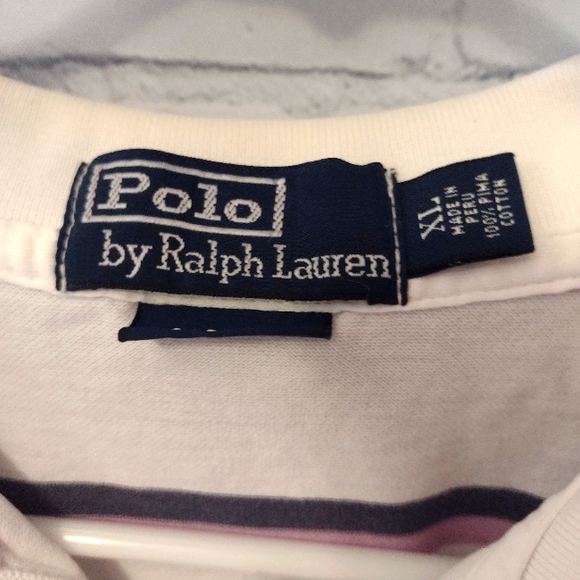 Polo
by Ralph Lauren
XL
MADE IN
PERU
100% PIMA
COTTON